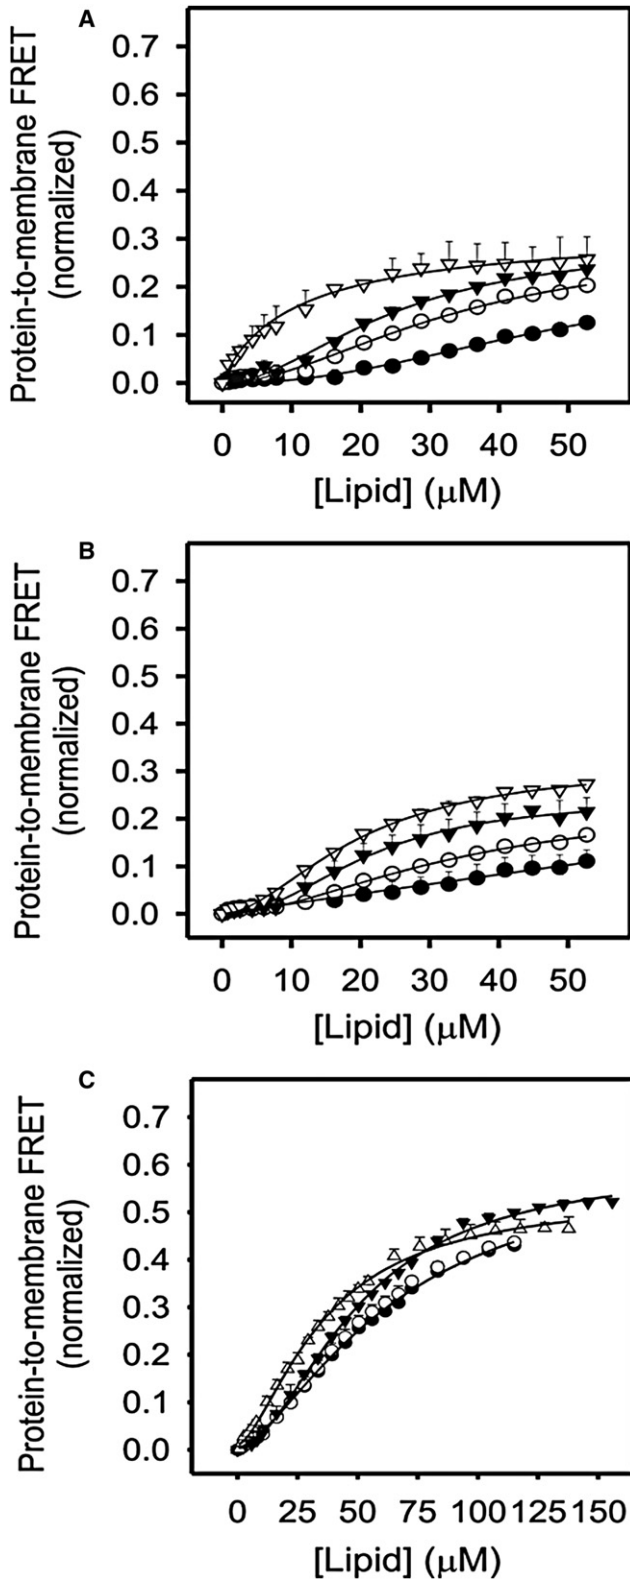 A
Protein-to-membrane FRET
(normalized)
0.7
0.6
0.5
0.4
0.3
0.2
0.1
0.0
0 10 20 30 40 50
[Lipid] (μM)
B
Protein-to-membrane FRET
(normalized)
0.7
0.6
0.5
0.4
0.3
0.2
0.1
0.0
0 10 20 30 40 50
[Lipid] (μM)
C
Protein-to-membrane FRET
(normalized)
0.7
0.6
0.5
0.4
0.3
0.2
0.1
0.0
0 25 50 75 100 125 150
[Lipid] (μM)